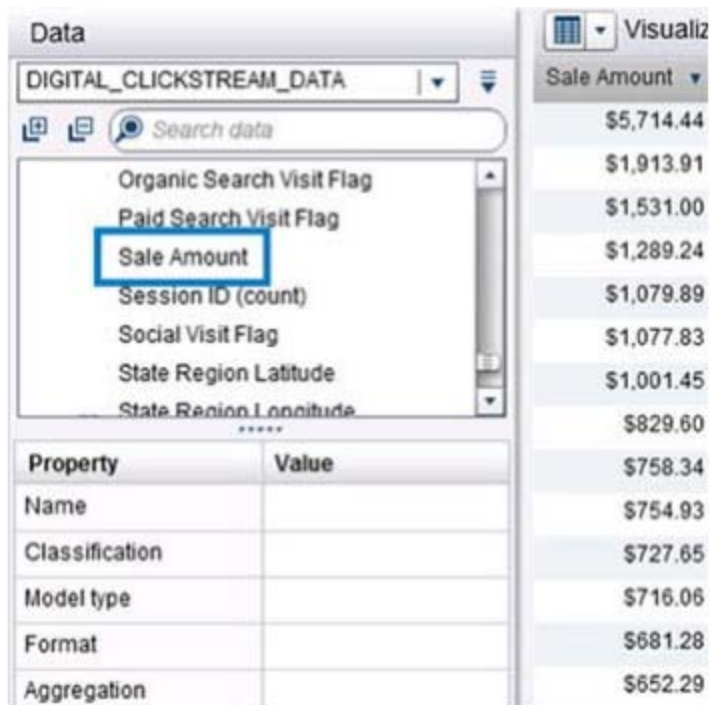 Data
DIGITAL_CLICKSTREAM_DATA
Search data
Organic Search Visit Flag
Paid Search Visit Flag
Sale Amount
Session ID (count)
Social Visit Flag
State Region Latitude
State Region Longitude
Property Value
Name
Classification
Model type
Format
Aggregation
Visualiz
Sale Amount
$5,714.44
$1,913.91
$1,531.00
$1,289.24
$1,079.89
$1,077.83
$1,001.45
$829.60
$758.34
$754.93
$727.65
$716.06
$681.28
$652.29